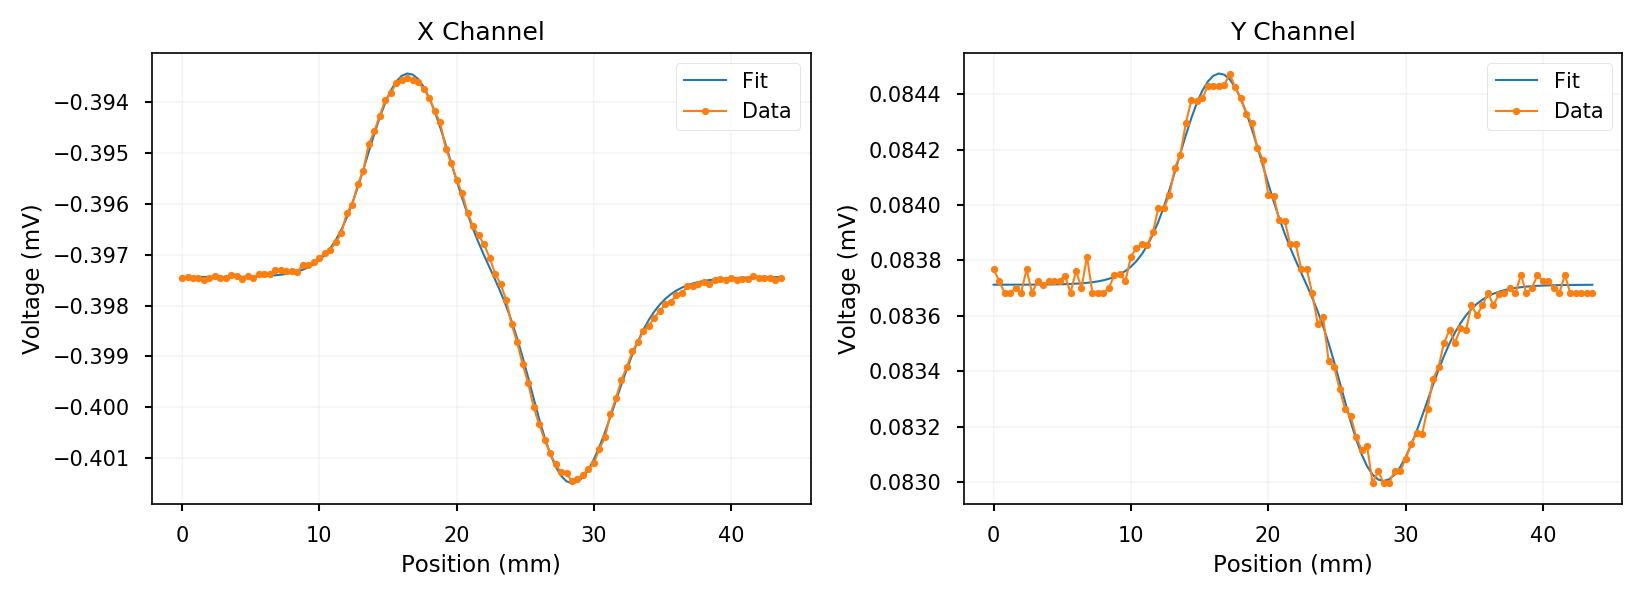 X Channel
Fit
Data
−0.394
−0.395
−0.396
−0.397
−0.398
−0.399
−0.400
−0.401
Voltage (mV)
0 10 20 30 40
Position (mm)
Y Channel
Fit
Data
0.0844
0.0842
0.0840
0.0838
0.0836
0.0834
0.0832
0.0830
Voltage (mV)
0 10 20 30 40
Position (mm)